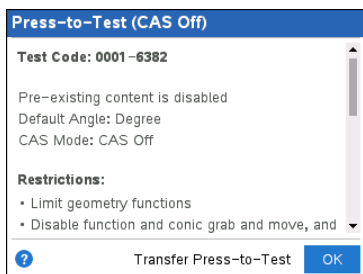 Press-to-Test (CAS Off)
Test Code: 0001-6382
Pre-existing content is disabled
Default Angle: Degree
CAS Mode: CAS Off
Restrictions:
• Limit geometry functions
• Disable function and conic grab and move, and
? Transfer Press-to-Test OK